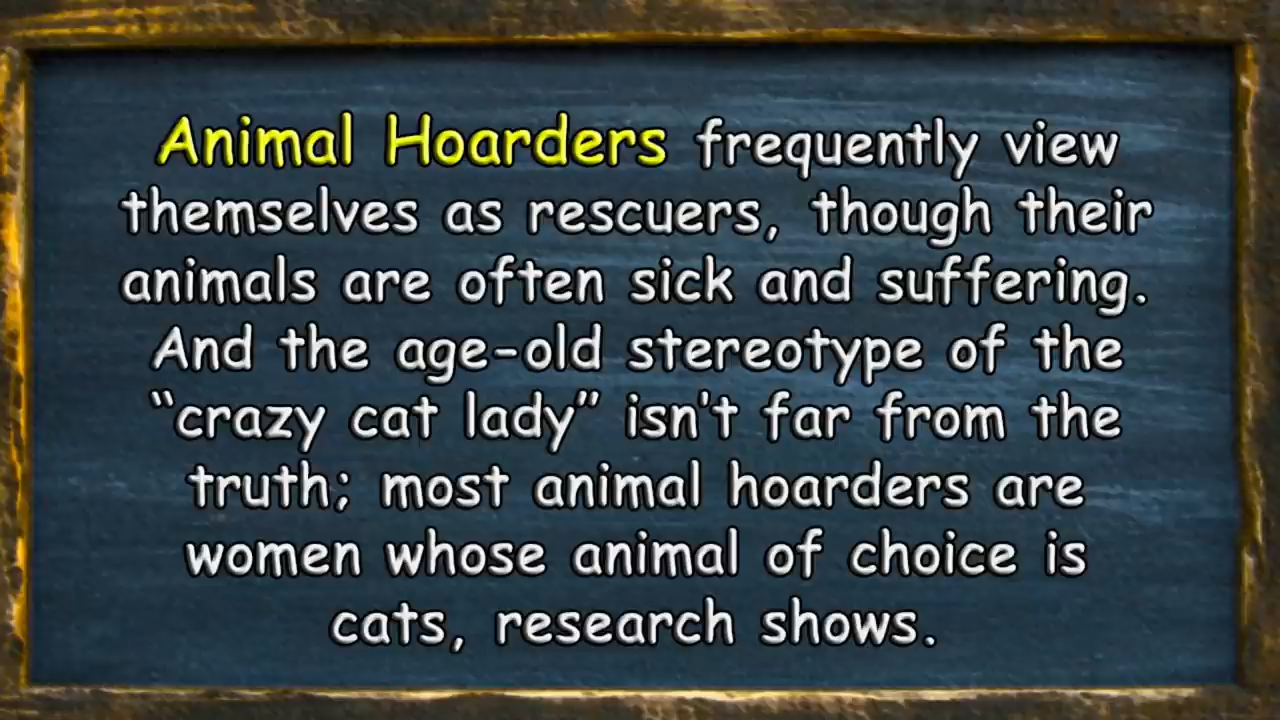 Animal Hoarders frequently view
themselves as rescuers, though their
animals are often sick and suffering.
And the age-old stereotype of the
“crazy cat lady” isn't far from the
truth; most animal hoarders are
women whose animal of choice is
cats, research shows.